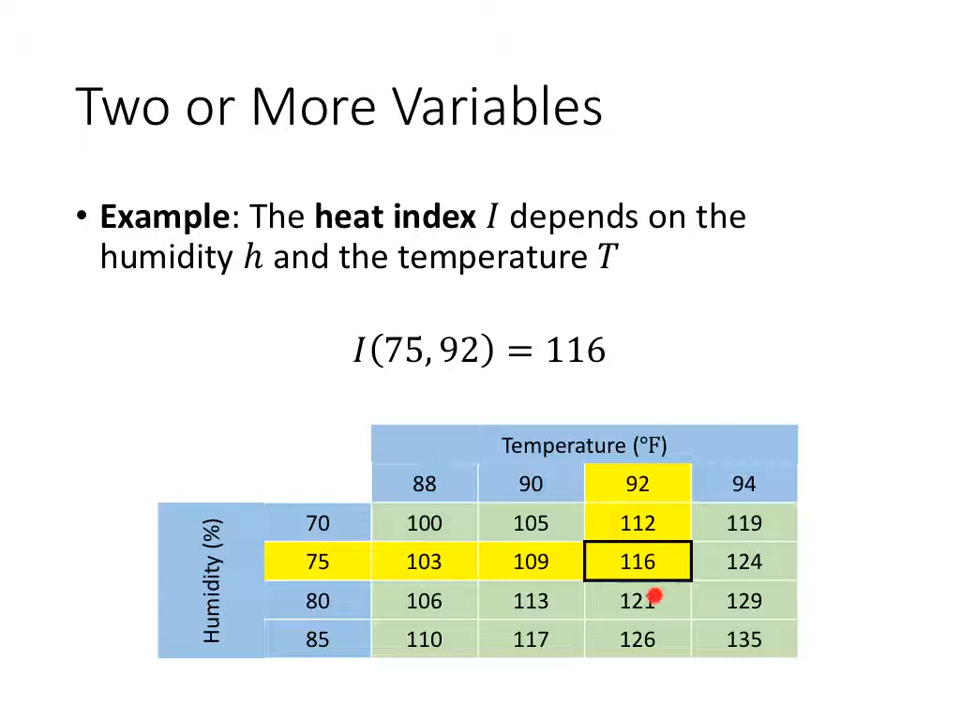 Two or More Variables
• Example: The heat index I depends on the
humidity h and the temperature T
I(75, 92) = 116
Temperature (°F)
88 90 92 94
Humidity (%)
70 100 105 112 119
75 103 109 116 124
80 106 113 121 129
85 110 117 126 135